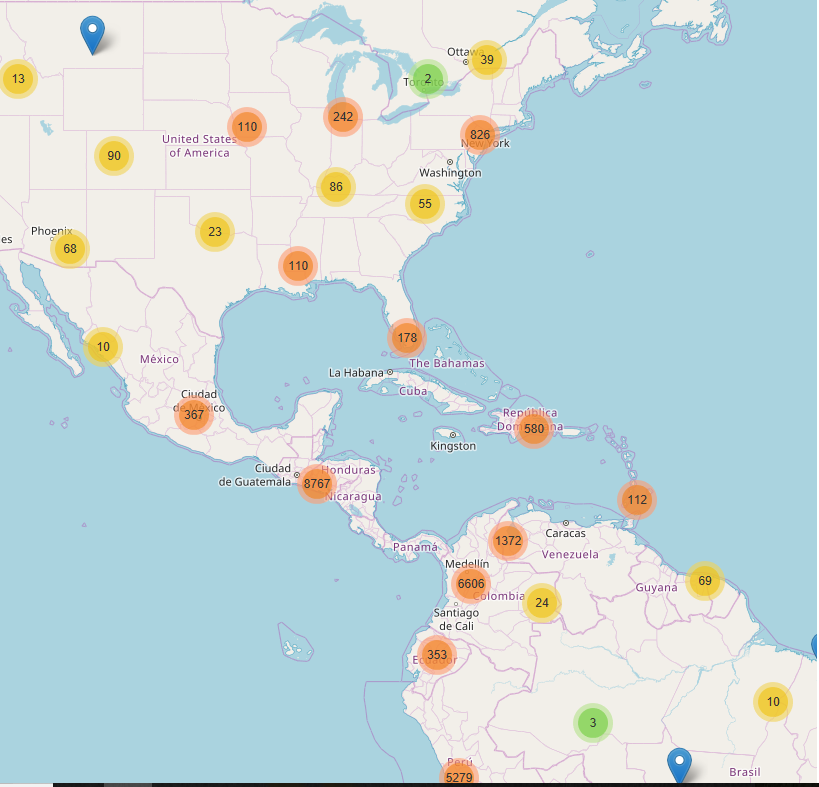 Ottawa
39
13
Toronto
2
242
110
826
New York
United States
of America
90
Washington
86
55
Phoenix
23
es
68
110
178
10
México
The Bahamas
La Habana
Cuba
Ciudad
de México
367
República
Dominicana
580
Kingston
Ciudad
de Guatemala
Honduras
8767
Nicaragua
112
Caracas
1372
Panamá
Venezuela
Medellín
6606
Colombia
24
Guyana
69
Santiago
de Cali
353
Ecuador
10
3
Perú
5279
Brasil